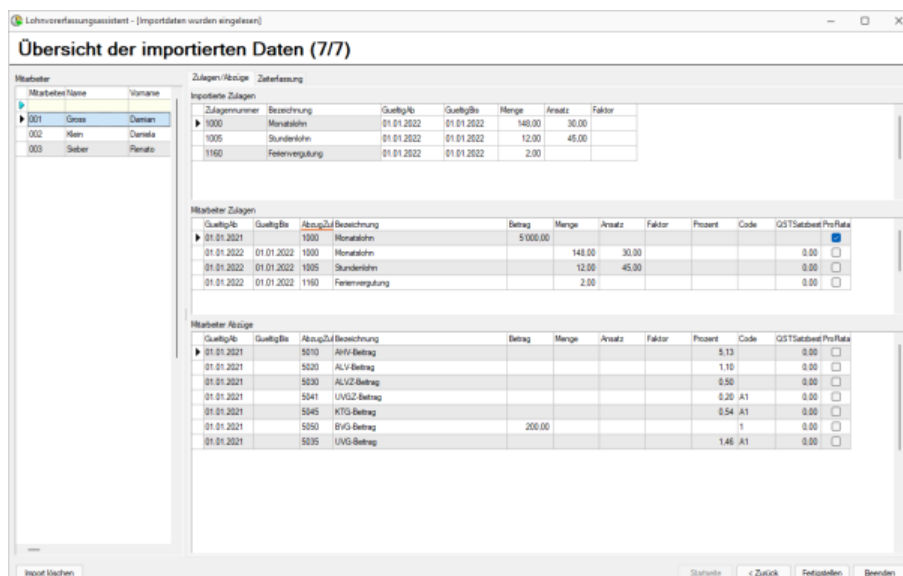 Lohnvorerfassungsassistent - [Importdaten wurden eingelesen]
Übersicht der importierten Daten (7/7)
Mitarbeiter
Mitarbeiter Name Vorname
001 Gross Damian
002 Klein Daniela
003 Sieber Renato
Zulagen/Abzüge Zeiterfassung
Importierte Zulagen
Zulagennummer Bezeichnung GueltigAb GueltigBis Menge Ansatz Faktor
1000 Monatslohn 01.01.2022 01.01.2022 148,00 30,00
1005 Stundenlohn 01.01.2022 01.01.2022 12,00 45,00
1160 Ferienvergutung 01.01.2022 01.01.2022 2,00
Mitarbeiter Zulagen
GueltigAb GueltigBis AbzugZul Bezeichnung Betrag Menge Ansatz Faktor Prozent Code QSTSatzbest ProRata
01.01.2021 1000 Monatslohn 5'000,00
01.01.2022 01.01.2022 1000 Monatslohn 148,00 30,00 0,00
01.01.2022 01.01.2022 1005 Stundenlohn 12,00 45,00 0,00
01.01.2022 01.01.2022 1160 Ferienvergutung 2,00 0,00
Mitarbeiter Abzüge
GueltigAb GueltigBis AbzugZul Bezeichnung Betrag Menge Ansatz Faktor Prozent Code QSTSatzbest ProRata
01.01.2021 5010 AHV-Beitrag 5,13 0,00
01.01.2021 5020 ALV-Beitrag 1,10 0,00
01.01.2021 5030 ALVZ-Beitrag 0,50 0,00
01.01.2021 5041 UVGZ-Beitrag 0,20 A1 0,00
01.01.2021 5045 KTG-Beitrag 0,54 A1 0,00
01.01.2021 5050 BVG-Beitrag 200,00 1 0,00
01.01.2021 5035 UVG-Beitrag 1,46 A1 0,00
Import löschen
Startseite < Zurück Fertigstellen Beenden